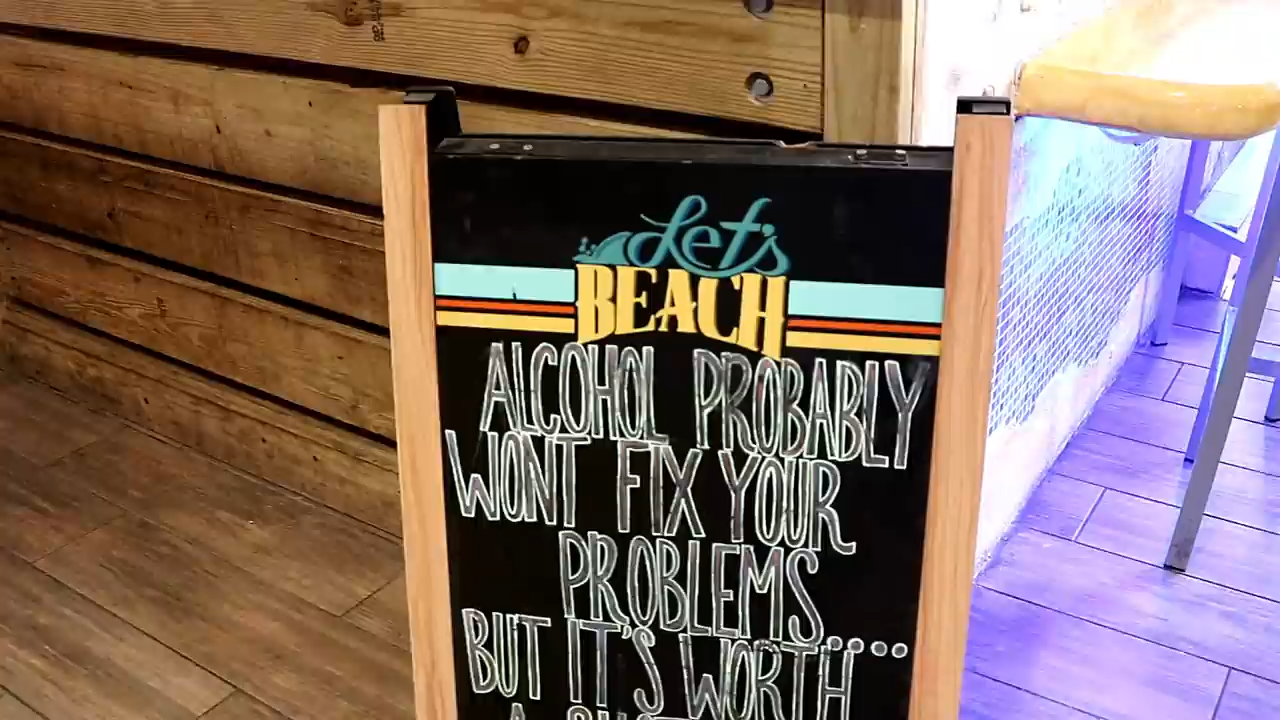 Let's
BEACH
ALCOHOL PROBABLY
WONT FIX YOUR
PROBLEMS....
BUT IT'S WORTH
A